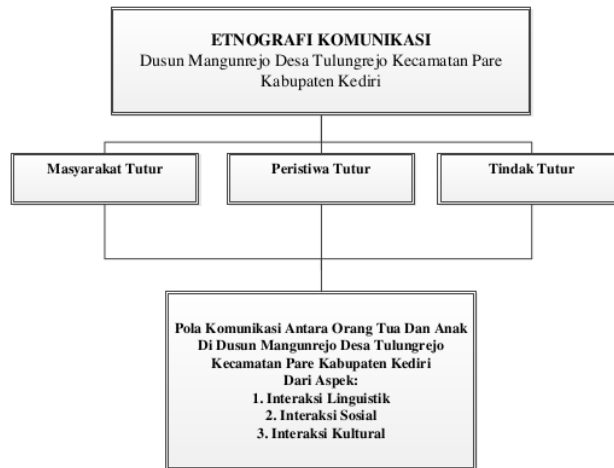 ETNOGRAFI KOMUNIKASI
Dusun Mangunrejo Desa Tulungrejo Kecamatan Pare
Kabupaten Kediri
Masyarakat Tutur
Peristiwa Tutur
Tindak Tutur
Pola Komunikasi Antara Orang Tua Dan Anak
Di Dusun Mangunrejo Desa Tulungrejo
Kecamatan Pare Kabupaten Kediri
Dari Aspek:
1. Interaksi Linguistik
2. Interaksi Sosial
3. Interaksi Kultural